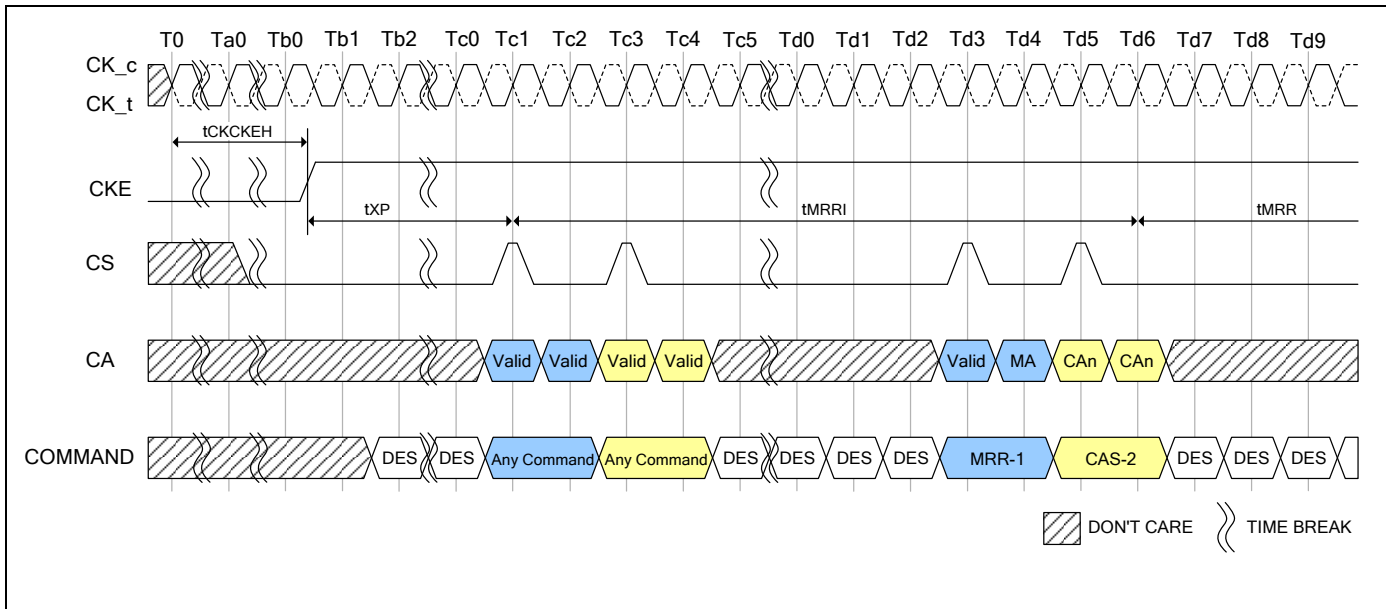 T0 Ta0 Tb0 Tb1 Tb2 Tc0 Tc1 Tc2 Tc3 Tc4 Tc5 Td0 Td1 Td2 Td3 Td4 Td5 Td6 Td7 Td8 Td9
CK_c
CK_t
tCKCKEH
CKE
tXP tMRRI tMRR
CS
CA Valid Valid Valid Valid Valid MA CAn CAn
COMMAND DES DES Any Command Any Command DES DES DES DES MRR-1 CAS-2 DES DES DES
DON'T CARE TIME BREAK